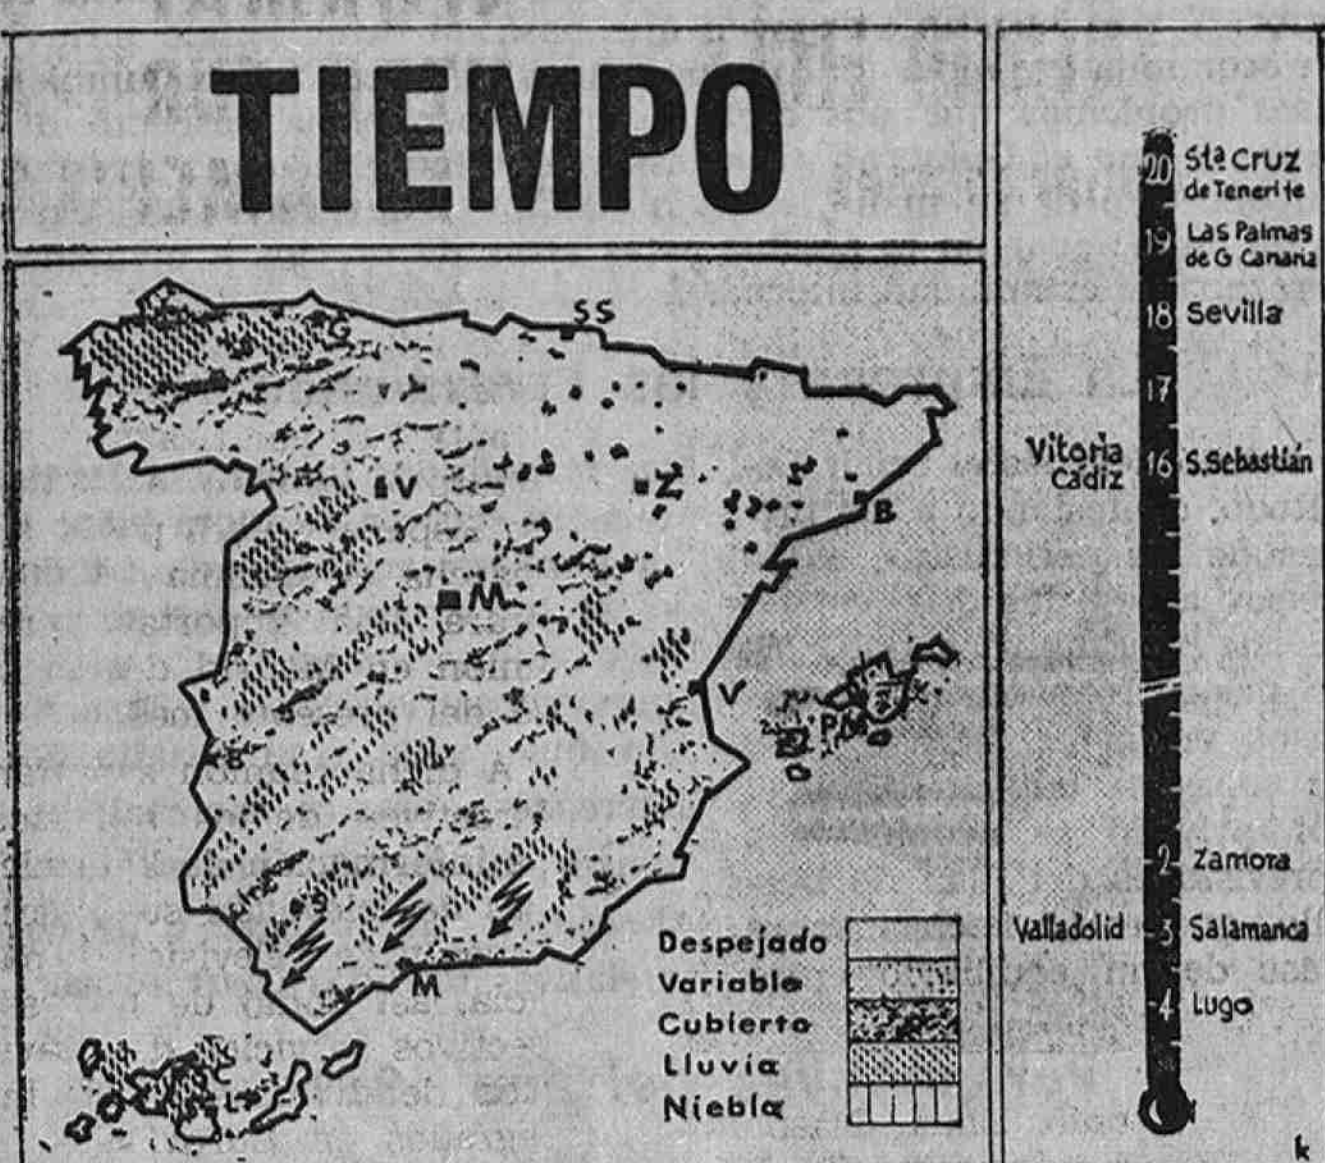 TIEMPO
SS
G
V
Z
B
M
V
PM
B
S
M
Despejado
Variable
Cubierto
Lluvia
Niebla
20 Stª Cruz
de Tenerife
19 Las Palmas
de G Canaria
18 Sevilla
17
Vitoria 16 S.Sebastián
Cádiz
-2 Zamora
Valladolid -3 Salamanca
-4 Lugo
k